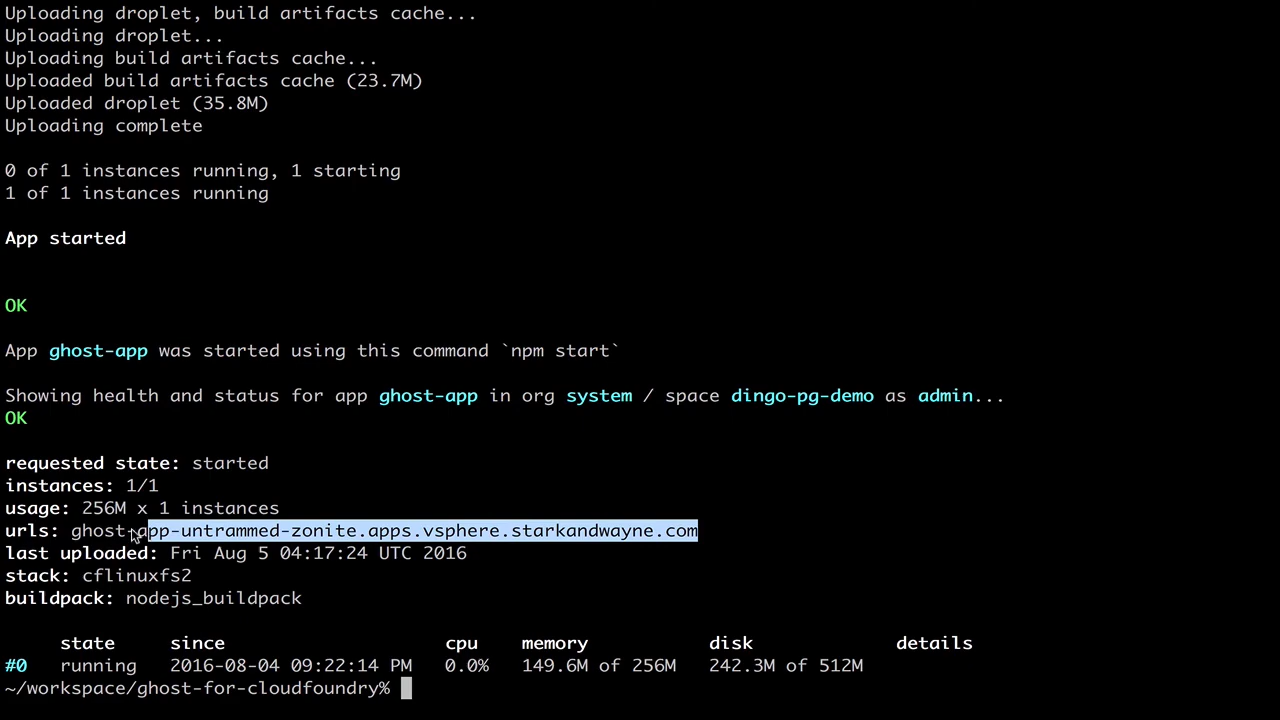 Uploading droplet, build artifacts cache...
Uploading droplet...
Uploading build artifacts cache...
Uploaded build artifacts cache (23.7M)
Uploaded droplet (35.8M)
Uploading complete
0 of 1 instances running, 1 starting
1 of 1 instances running
App started
OK
App ghost-app was started using this command `npm start`
Showing health and status for app ghost-app in org system / space dingo-pg-demo as admin...
OK
requested state: started
instances: 1/1
usage: 256M x 1 instances
urls: ghost-app-untrammed-zonite.apps.vsphere.starkandwayne.com
last uploaded: Fri Aug 5 04:17:24 UTC 2016
stack: cflinuxfs2
buildpack: nodejs_buildpack
state since cpu memory disk details
#0 running 2016-08-04 09:22:14 PM 0.0% 149.6M of 256M 242.3M of 512M
~/workspace/ghost-for-cloudfoundry%